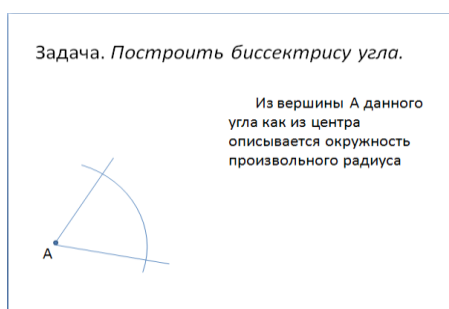 Задача. Построить биссектрису угла.
Из вершины А данного
угла как из центра
описывается окружность
произвольного радиуса
А